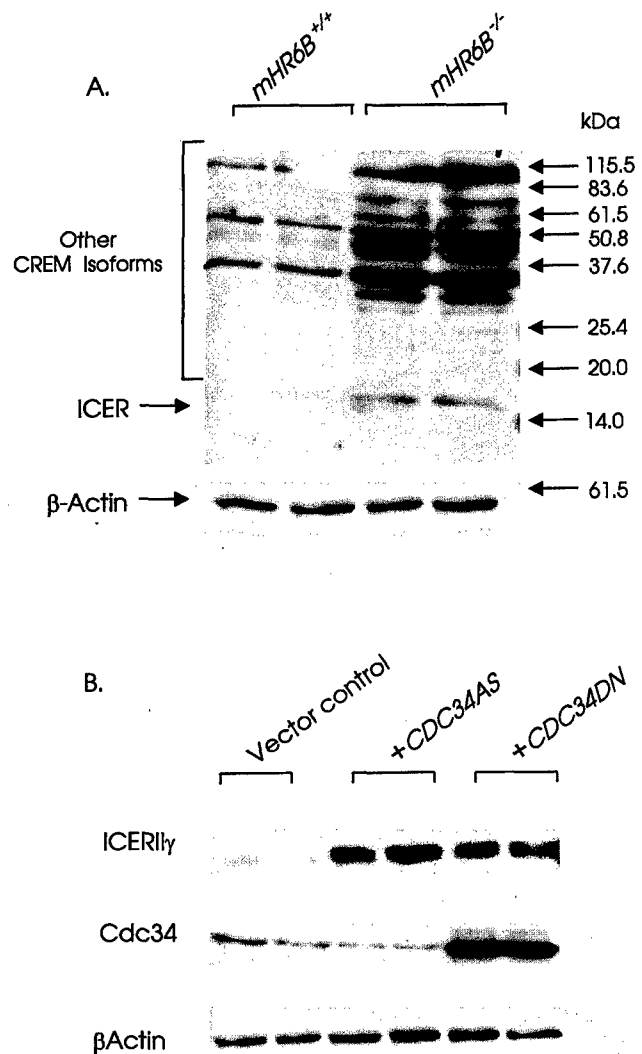 A.
mHR6B+/+
mHR6B-/-
kDa
115.5
83.6
61.5
50.8
37.6
25.4
20.0
14.0
61.5
Other
CREM Isoforms
ICER
β-Actin
B.
Vector control
+CDC34AS
+CDC34DN
ICERIIγ
Cdc34
βActin